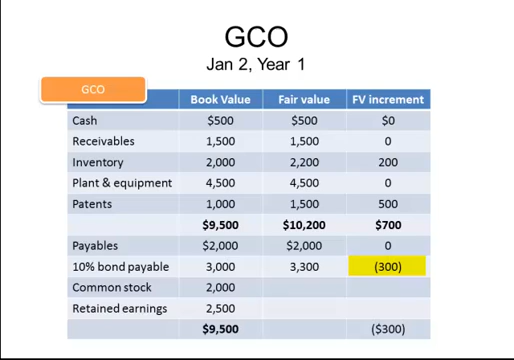 GCO
Jan 2, Year 1
GCO
Book Value Fair value FV increment
Cash $500 $500 $0
Receivables 1,500 1,500 0
Inventory 2,000 2,200 200
Plant & equipment 4,500 4,500 0
Patents 1,000 1,500 500
$9,500 $10,200 $700
Payables $2,000 $2,000 0
10% bond payable 3,000 3,300 (300)
Common stock 2,000
Retained earnings 2,500
$9,500 ($300)